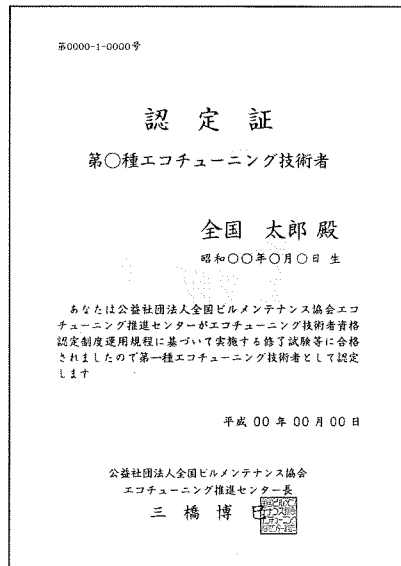 第0000-1-0000号
認定証
第〇種エコチューニング技術者
全国 太郎 殿
昭和〇〇年〇月〇日 生
あなたは公益社団法人全国ビルメンテナンス協会エコ
チューニング推進センターがエコチューニング技術者資格
認定制度運用規程に基づいて実施する修了試験等に合格
されましたので第一種エコチューニング技術者として認定
します
平成 00 年 00 月 00 日
公益社団法人全国ビルメンテナンス協会
エコチューニング推進センター長
三橋博巳